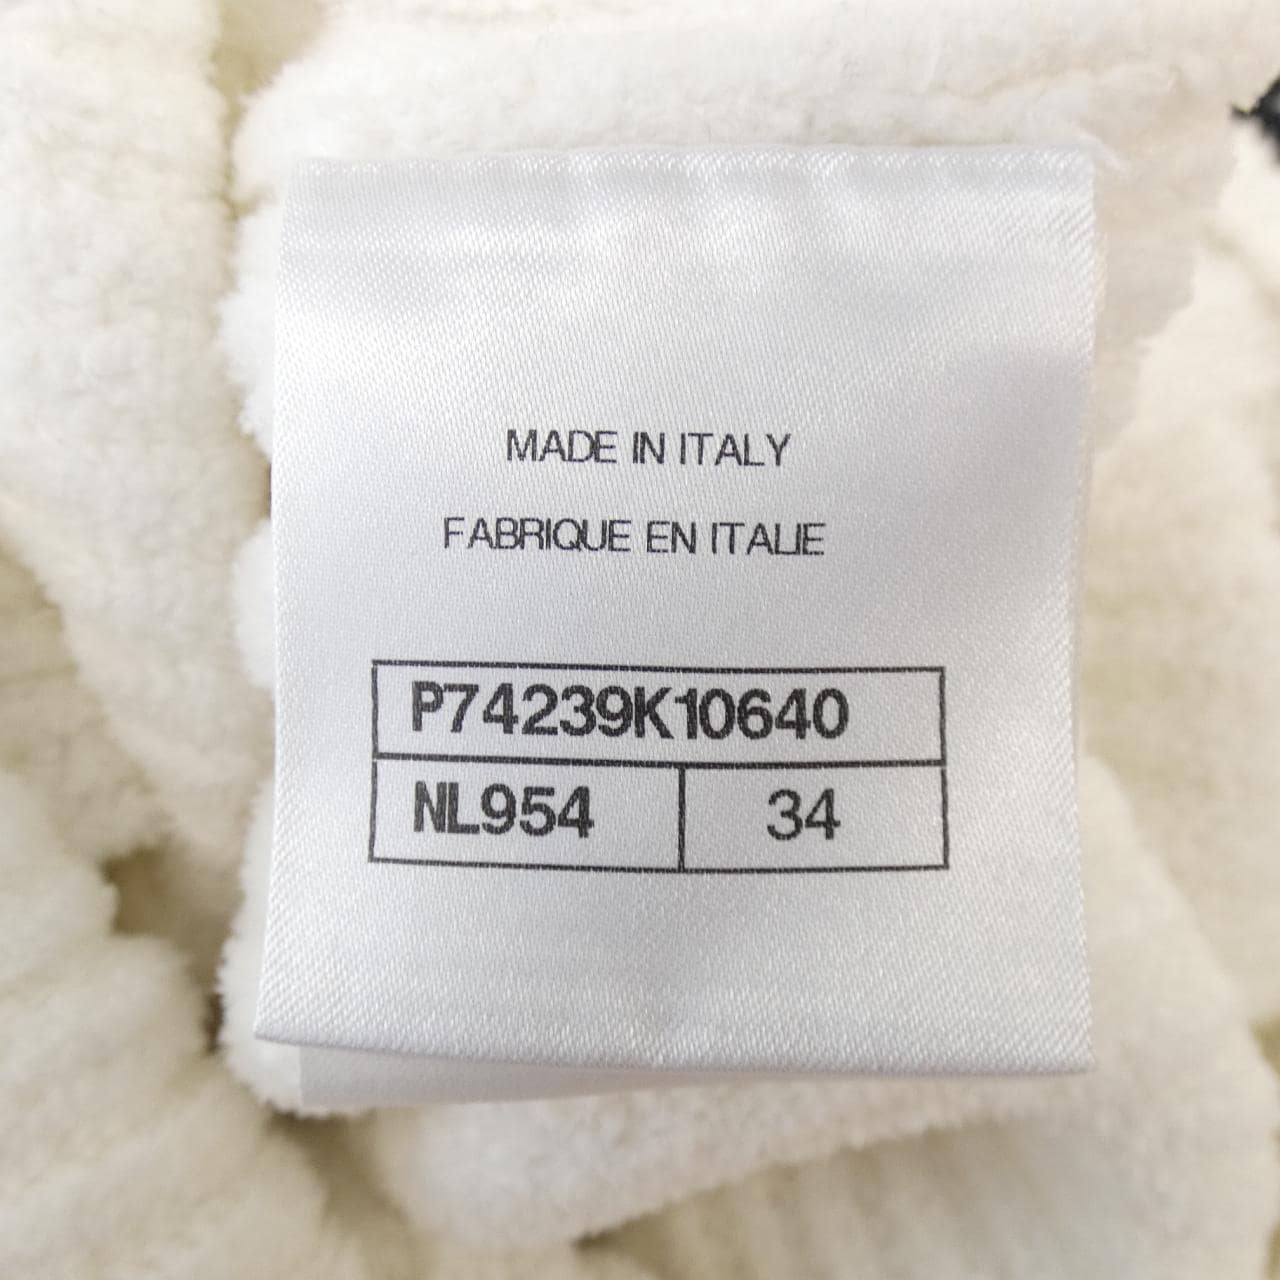 MADE IN ITALY
FABRIQUE EN ITALIE
P74239K10640
NL954 34